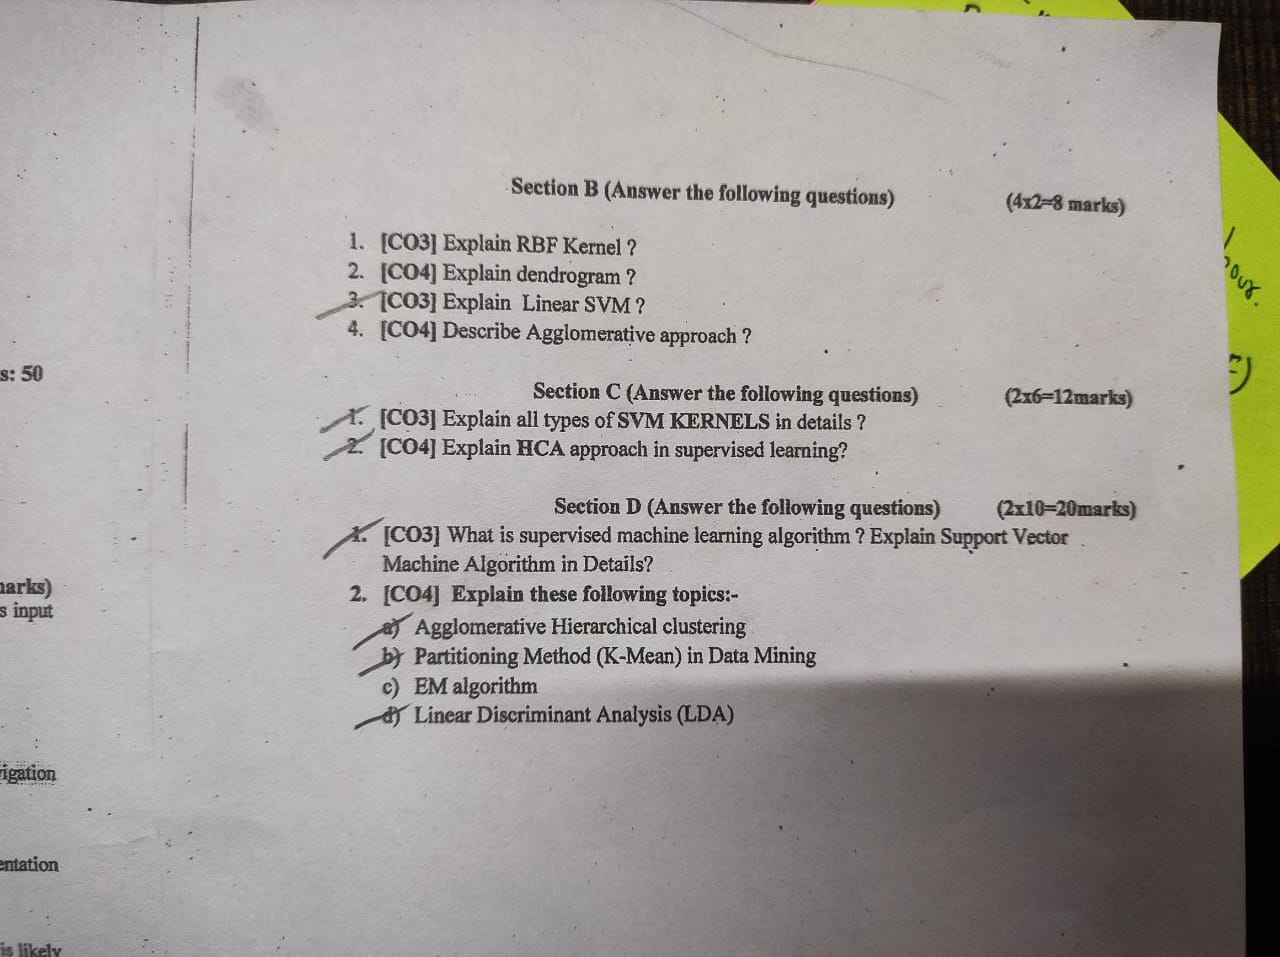 Section B (Answer the following questions) (4x2=8 marks)
1. [CO3] Explain RBF Kernel ?
2. [CO4] Explain dendrogram ?
3. [CO3] Explain Linear SVM ?
4. [CO4] Describe Agglomerative approach ?
s: 50
Section C (Answer the following questions) (2x6=12marks)
1. [CO3] Explain all types of SVM KERNELS in details ?
2. [CO4] Explain HCA approach in supervised learning?
Section D (Answer the following questions) (2x10=20marks)
1. [CO3] What is supervised machine learning algorithm ? Explain Support Vector
Machine Algorithm in Details?
2. [CO4] Explain these following topics:-
arks)
s input
a) Agglomerative Hierarchical clustering
b) Partitioning Method (K-Mean) in Data Mining
c) EM algorithm
d) Linear Discriminant Analysis (LDA)
igation
entation
is likely